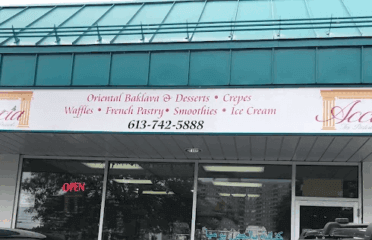 Oriental Baklava & Desserts • Crepes
Waffles • French Pastry • Smoothies • Ice Cream
613-742-5888
OPEN